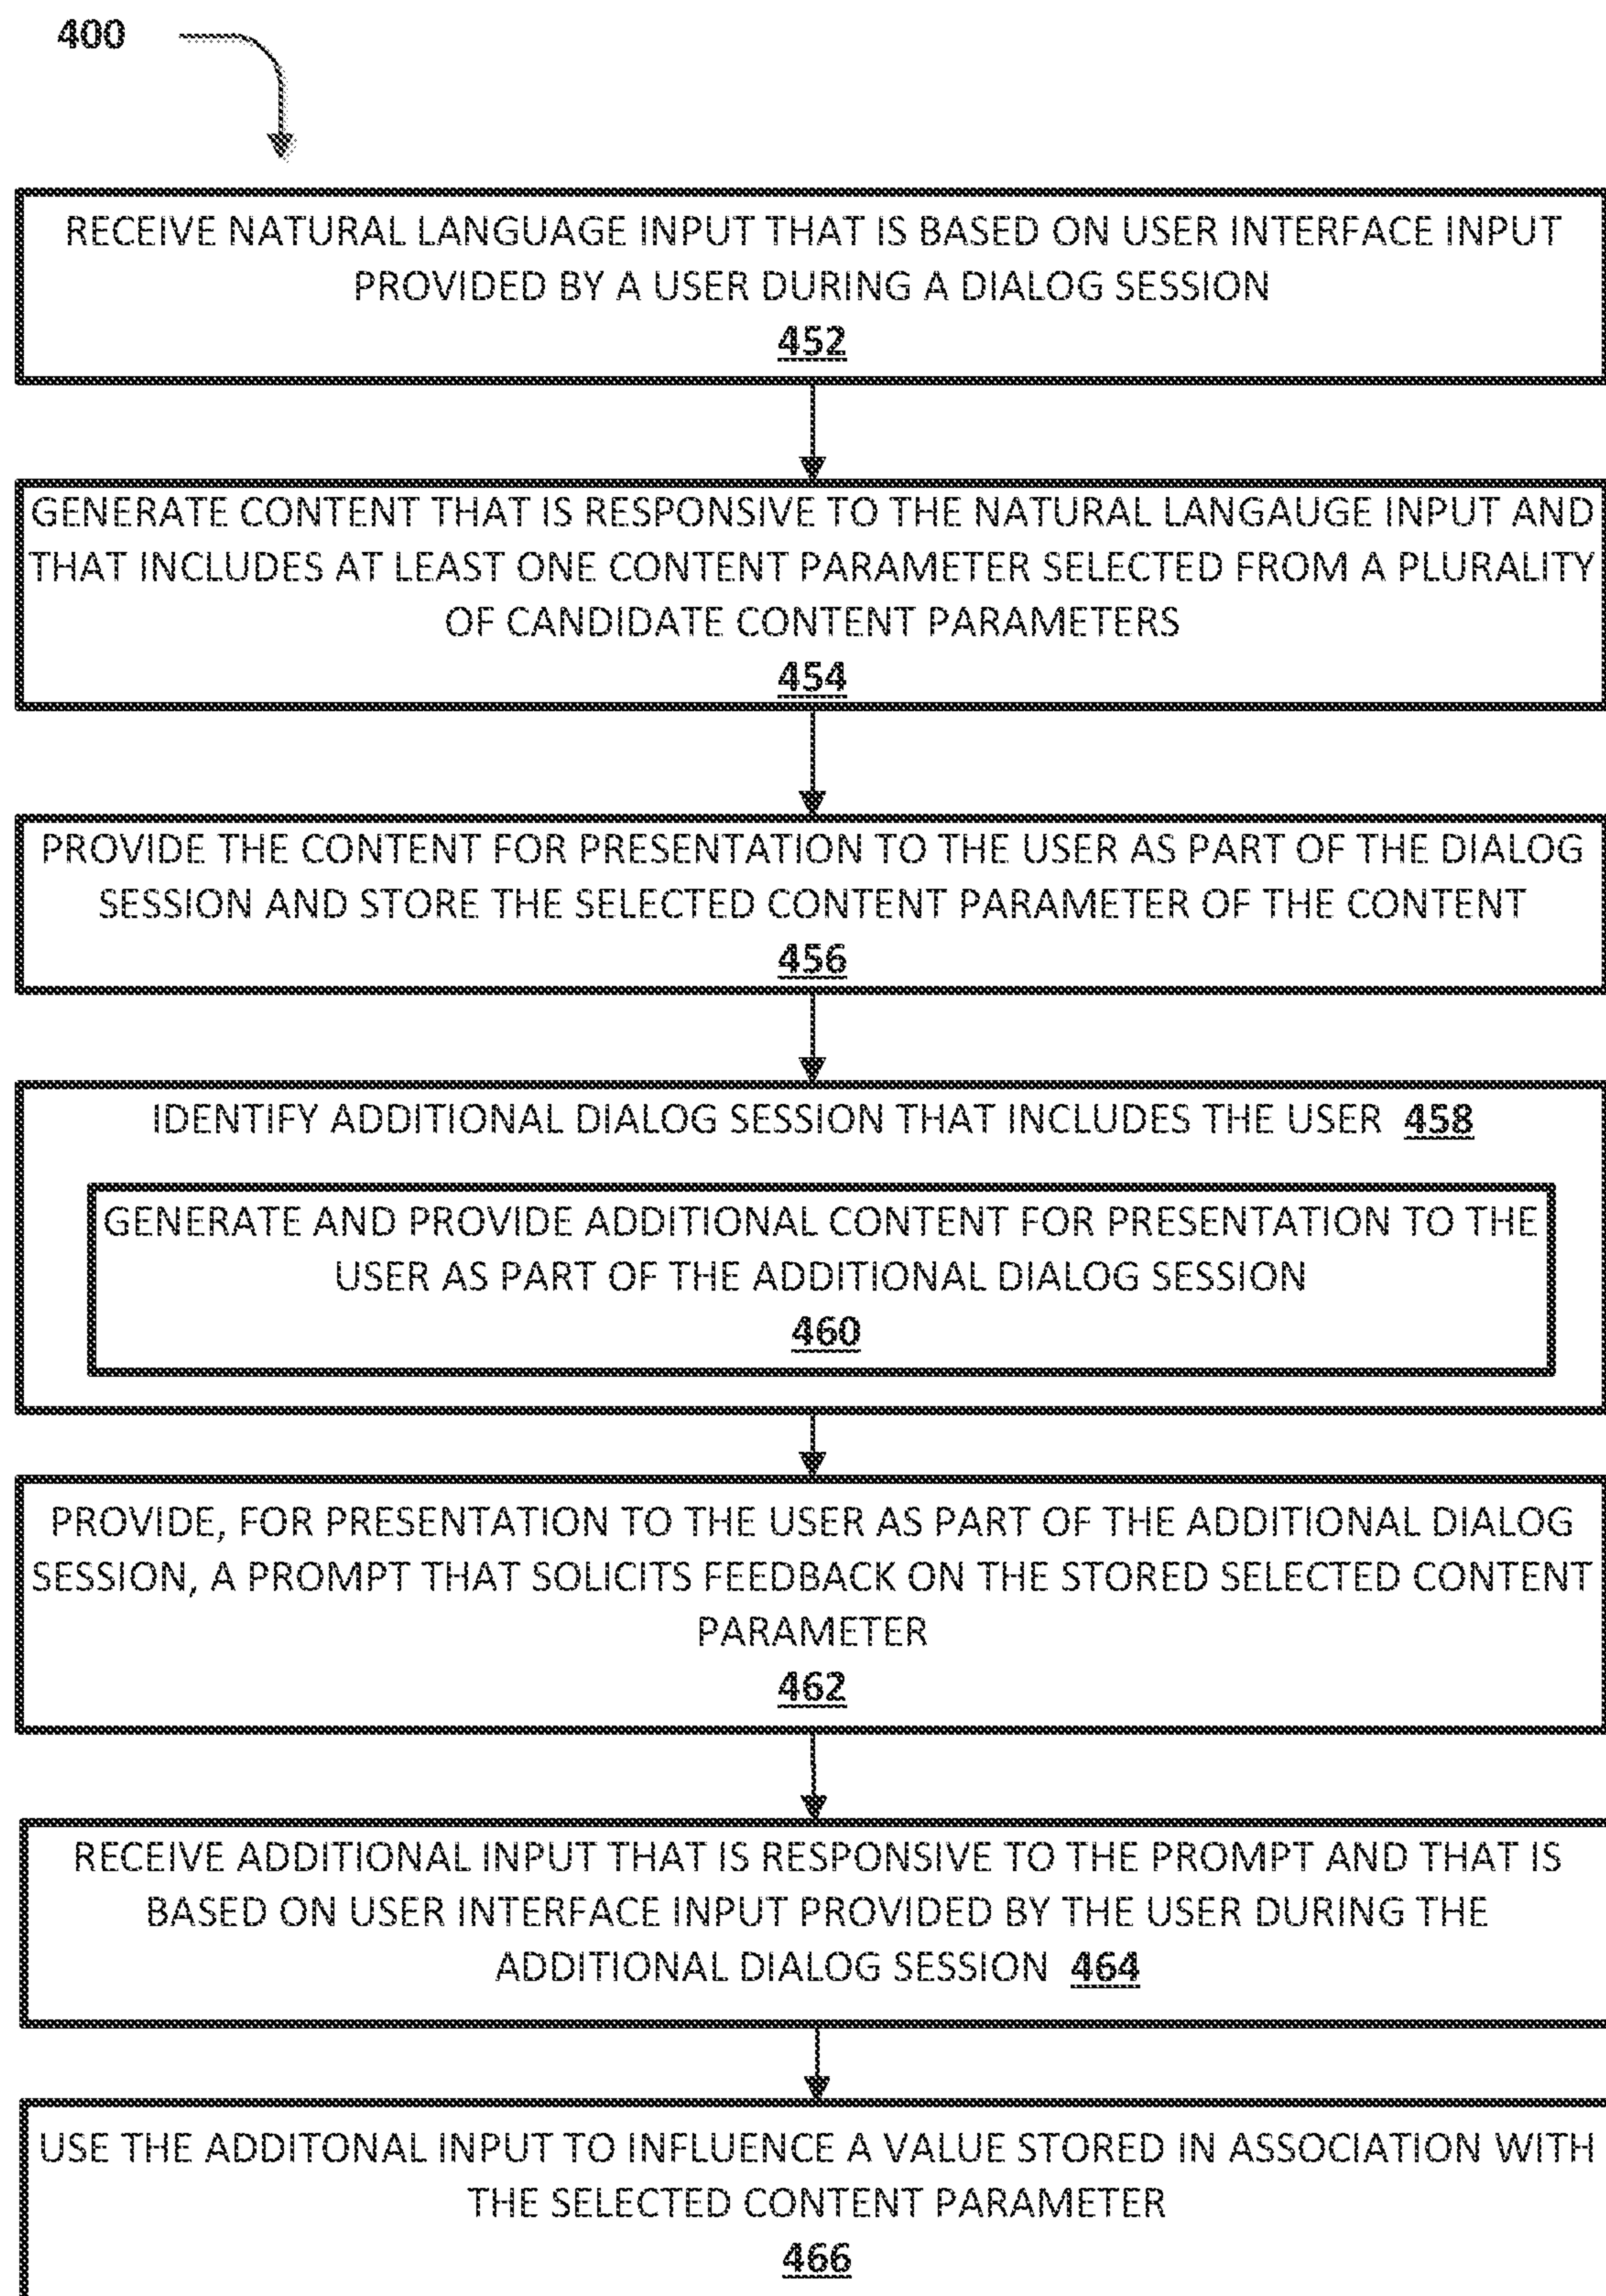 400
RECEIVE NATURAL LANGUAGE INPUT THAT IS BASED ON USER INTERFACE INPUT
PROVIDED BY A USER DURING A DIALOG SESSION
452
GENERATE CONTENT THAT IS RESPONSIVE TO THE NATURAL LANGAUGE INPUT AND
THAT INCLUDES AT LEAST ONE CONTENT PARAMETER SELECTED FROM A PLURALITY
OF CANDIDATE CONTENT PARAMETERS
454
PROVIDE THE CONTENT FOR PRESENTATION TO THE USER AS PART OF THE DIALOG
SESSION AND STORE THE SELECTED CONTENT PARAMETER OF THE CONTENT
456
IDENTIFY ADDITIONAL DIALOG SESSION THAT INCLUDES THE USER 458
GENERATE AND PROVIDE ADDITIONAL CONTENT FOR PRESENTATION TO THE
USER AS PART OF THE ADDITIONAL DIALOG SESSION
460
PROVIDE, FOR PRESENTATION TO THE USER AS PART OF THE ADDITIONAL DIALOG
SESSION, A PROMPT THAT SOLICITS FEEDBACK ON THE STORED SELECTED CONTENT
PARAMETER
462
RECEIVE ADDITIONAL INPUT THAT IS RESPONSIVE TO THE PROMPT AND THAT IS
BASED ON USER INTERFACE INPUT PROVIDED BY THE USER DURING THE
ADDITIONAL DIALOG SESSION 464
USE THE ADDITONAL INPUT TO INFLUENCE A VALUE STORED IN ASSOCIATION WITH
THE SELECTED CONTENT PARAMETER
466